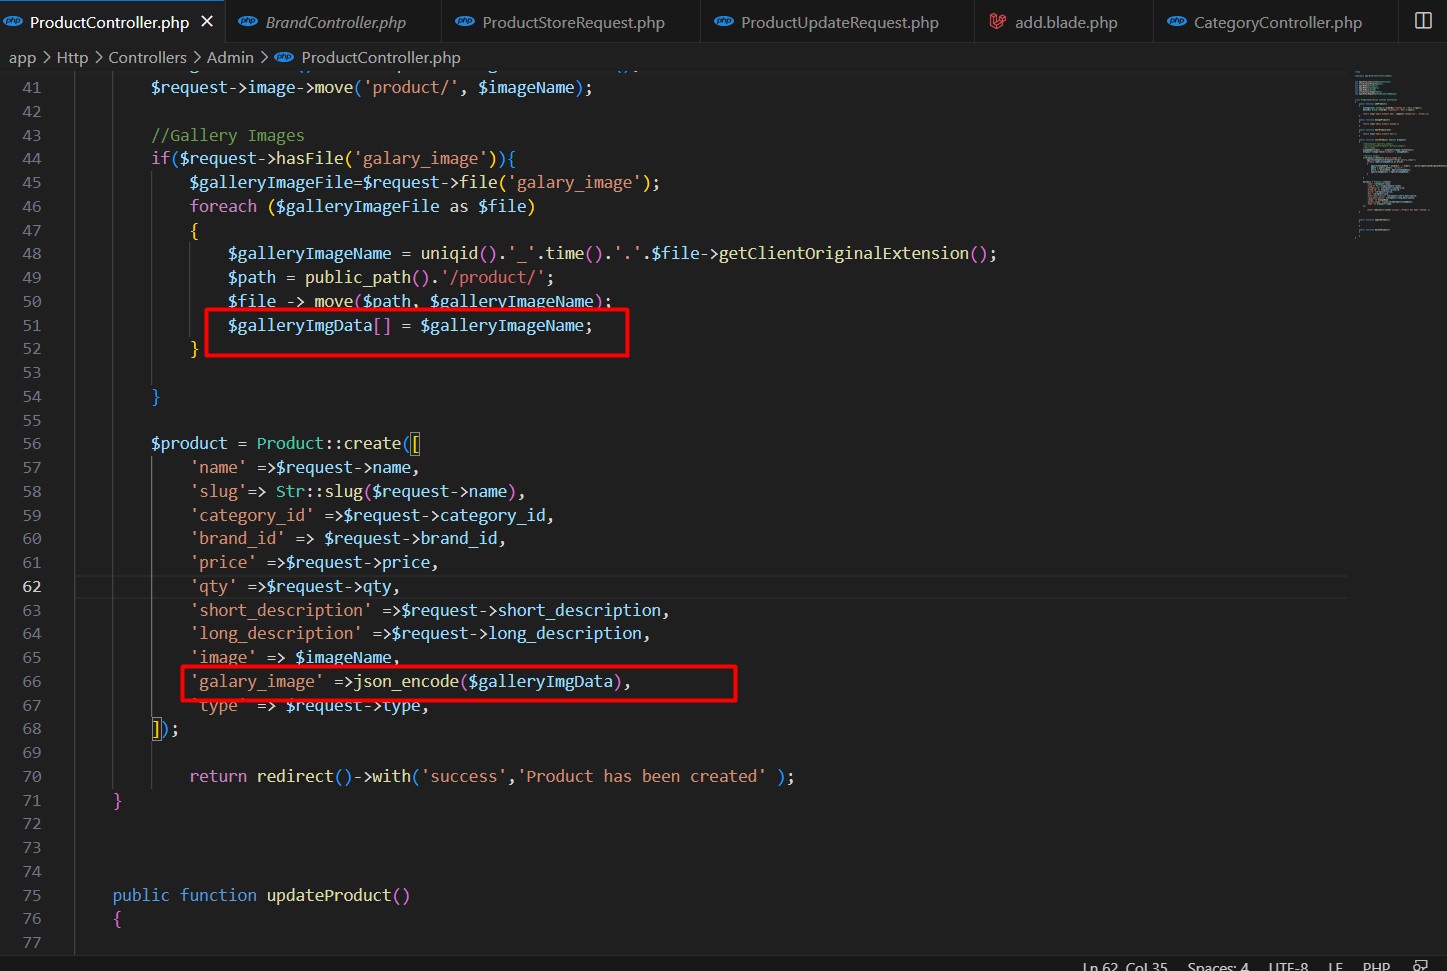 ProductController.php
BrandController.php
ProductStoreRequest.php
ProductUpdateRequest.php
add.blade.php
CategoryController.php
app > Http > Controllers > Admin > ProductController.php
41 $request->image->move('product/', $imageName);
42
43 //Gallery Images
44 if($request->hasFile('galary_image')){
45 $galleryImageFile=$request->file('galary_image');
46 foreach ($galleryImageFile as $file)
47 {
48 $galleryImageName = uniqid().'_'.time().'.'.$file->getClientOriginalExtension();
49 $path = public_path().'/product/';
50 $file -> move($path, $galleryImageName);
51 $galleryImgData[] = $galleryImageName;
52 }
53
54 }
55
56 $product = Product::create([
57 'name' =>$request->name,
58 'slug'=> Str::slug($request->name),
59 'category_id' =>$request->category_id,
60 'brand_id' => $request->brand_id,
61 'price' =>$request->price,
62 'qty' =>$request->qty,
63 'short_description' =>$request->short_description,
64 'long_description' =>$request->long_description,
65 'image' => $imageName,
66 'galary_image' =>json_encode($galleryImgData),
67 'type' => $request->type,
68 ]);
69
70 return redirect()->with('success','Product has been created' );
71 }
72
73
74
75 public function updateProduct()
76 {
77
Ln 62, Col 35 Spaces: 4 UTF-8 LF PHP